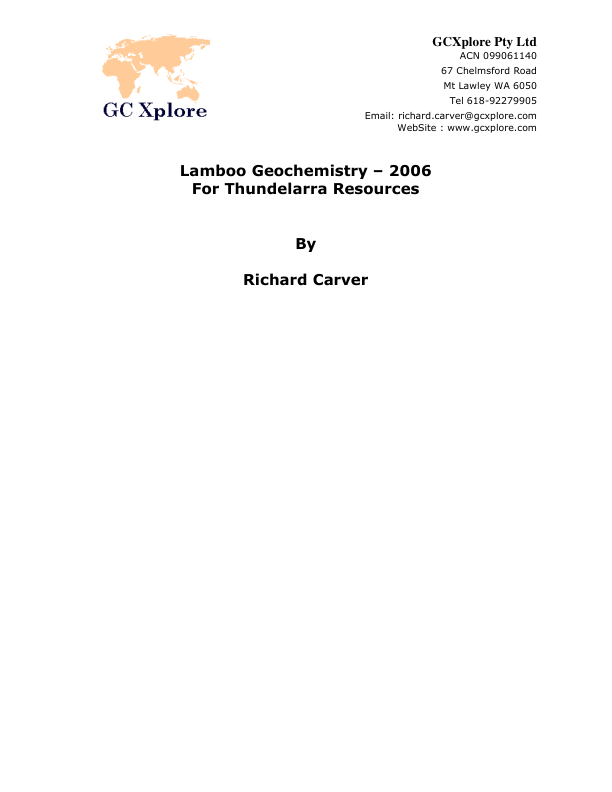 GC Xplore
GCXplore Pty Ltd
ACN 099061140
67 Chelmsford Road
Mt Lawley WA 6050
Tel 618-92279905
Email: richard.carver@gcxplore.com
WebSite : www.gcxplore.com
Lamboo Geochemistry – 2006
For Thundelarra Resources
By
Richard Carver